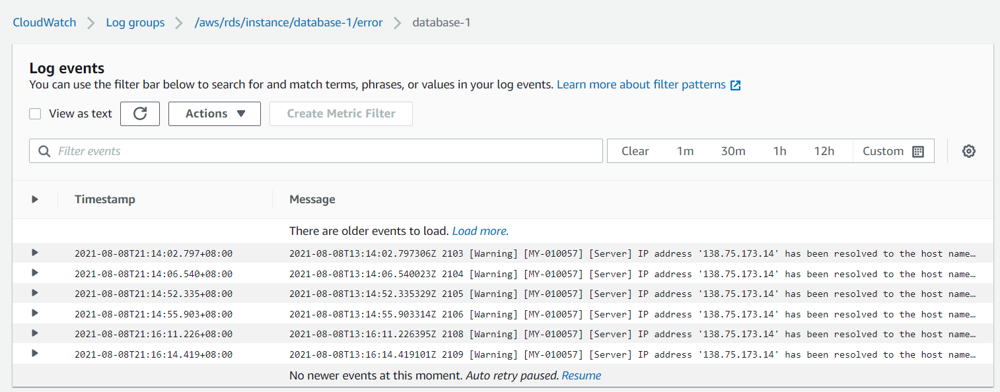 CloudWatch > Log groups > /aws/rds/instance/database-1/error > database-1
Log events
You can use the filter bar below to search for and match terms, phrases, or values in your log events. Learn more about filter patterns
View as text Actions Create Metric Filter
Filter events Clear 1m 30m 1h 12h Custom
Timestamp Message
There are older events to load. Load more.
2021-08-08T21:14:02.797+08:00 2021-08-08T13:14:02.797306Z 2103 [Warning] [MY-010057] [Server] IP address '138.75.173.14' has been resolved to the host name…
2021-08-08T21:14:06.540+08:00 2021-08-08T13:14:06.540023Z 2104 [Warning] [MY-010057] [Server] IP address '138.75.173.14' has been resolved to the host name…
2021-08-08T21:14:52.335+08:00 2021-08-08T13:14:52.335329Z 2105 [Warning] [MY-010057] [Server] IP address '138.75.173.14' has been resolved to the host name…
2021-08-08T21:14:55.903+08:00 2021-08-08T13:14:55.903314Z 2106 [Warning] [MY-010057] [Server] IP address '138.75.173.14' has been resolved to the host name…
2021-08-08T21:16:11.226+08:00 2021-08-08T13:16:11.226395Z 2108 [Warning] [MY-010057] [Server] IP address '138.75.173.14' has been resolved to the host name…
2021-08-08T21:16:14.419+08:00 2021-08-08T13:16:14.419101Z 2109 [Warning] [MY-010057] [Server] IP address '138.75.173.14' has been resolved to the host name…
No newer events at this moment. Auto retry paused. Resume